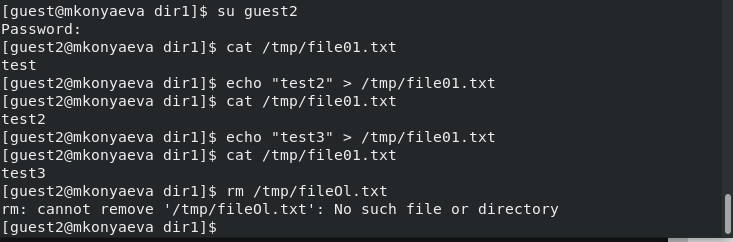 [guest@mkonyaeva dir1]$ su guest2
Password:
[guest2@mkonyaeva dir1]$ cat /tmp/file01.txt
test
[guest2@mkonyaeva dir1]$ echo "test2" > /tmp/file01.txt
[guest2@mkonyaeva dir1]$ cat /tmp/file01.txt
test2
[guest2@mkonyaeva dir1]$ echo "test3" > /tmp/file01.txt
[guest2@mkonyaeva dir1]$ cat /tmp/file01.txt
test3
[guest2@mkonyaeva dir1]$ rm /tmp/fileOl.txt
rm: cannot remove '/tmp/fileOl.txt': No such file or directory
[guest2@mkonyaeva dir1]$